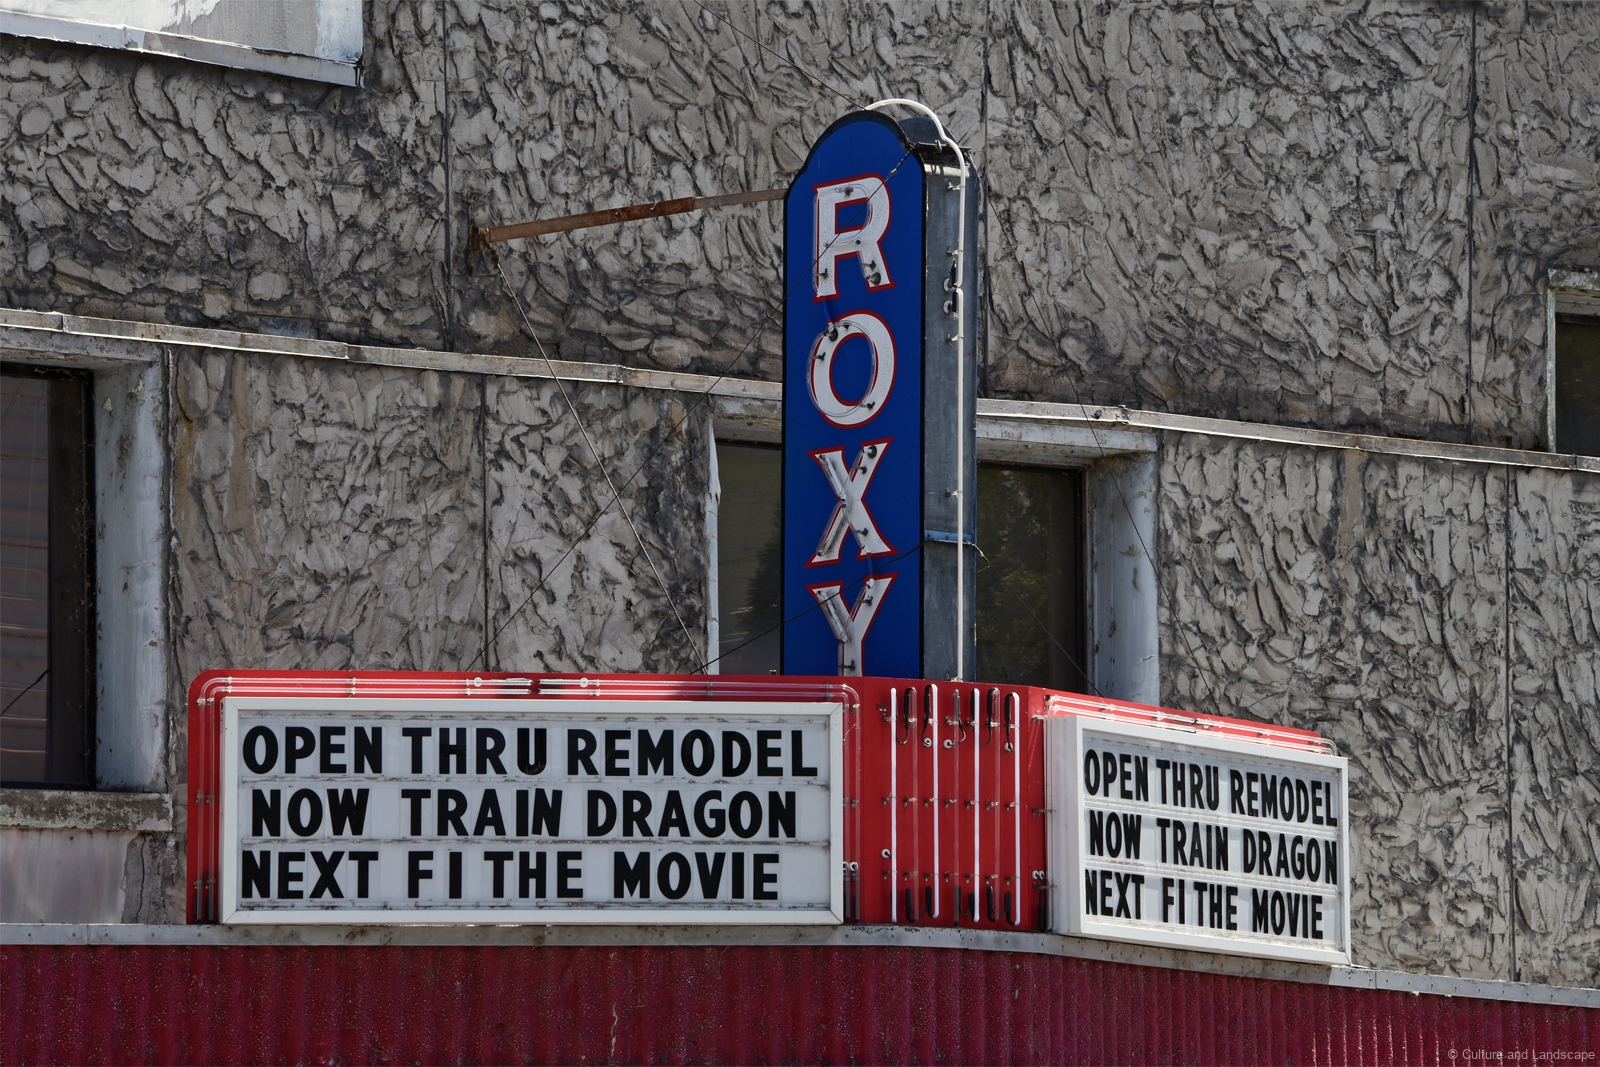 ROXY
OPEN THRU REMODEL
NOW TRAIN DRAGON
NEXT FI THE MOVIE
OPEN THRU REMODEL
NOW TRAIN DRAGON
NEXT FI THE MOVIE
© Culture and Landscape